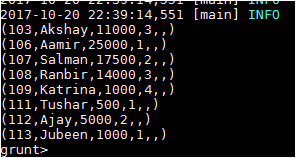 2017-10-20 22:39:14,551 [main] INFO
2017-10-20 22:39:14,551 [main] INFO
(103,Akshay,11000,3,,)
(106,Aamir,25000,1,,)
(107,Salman,17500,2,,)
(108,Ranbir,14000,3,,)
(109,Katrina,1000,4,,)
(111,Tushar,500,1,,)
(112,Ajay,5000,2,,)
(113,Jubeen,1000,1,,)
grunt>